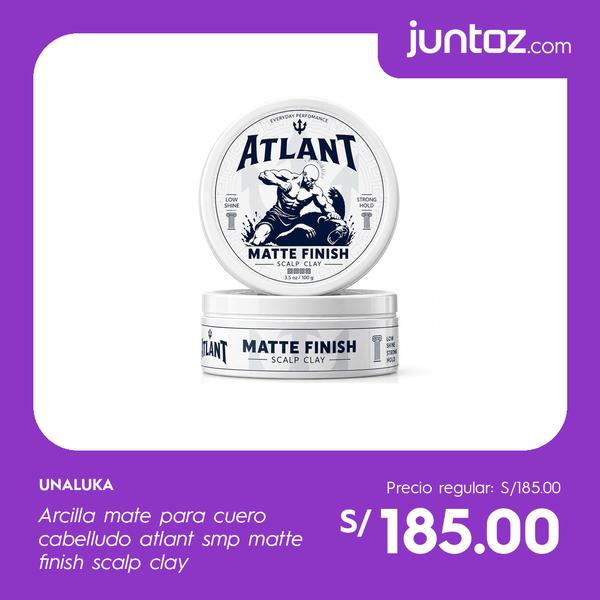 juntoz.com
EVERYDAY PERFOMANCE
ATLANT
LOW
SHINE
STRONG
HOLD
MATTE FINISH
SCALP CLAY
3.5 oz / 100 g
ATLANT
MATTE FINISH
SCALP CLAY
LOW
SHINE
STRONG
HOLD
UNALUKA
Arcilla mate para cuero
cabelludo atlant smp matte
finish scalp clay
Precio regular: S/185.00
S/185.00